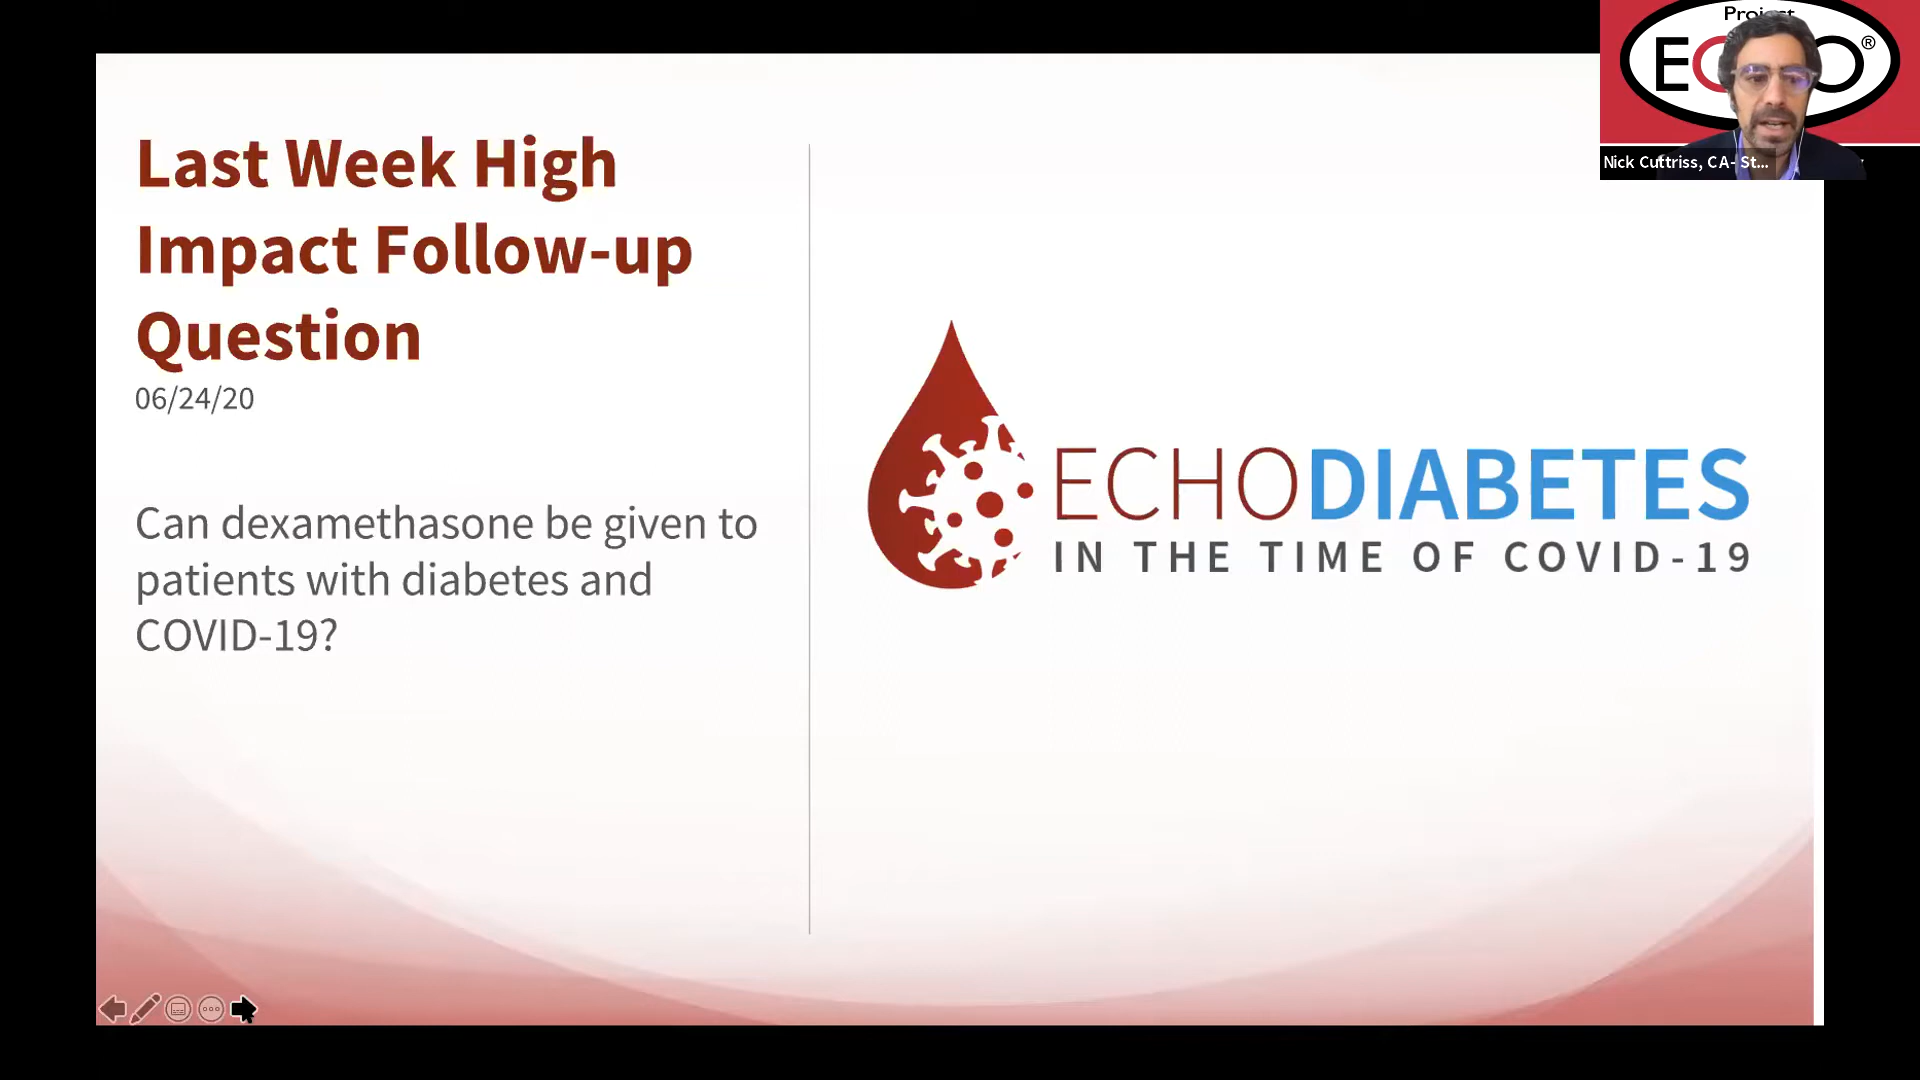 Last Week High
Impact Follow-up
Question
06/24/20
Can dexamethasone be given to
patients with diabetes and
COVID-19?
ECHODIABETES
IN THE TIME OF COVID-19
Project
®
Nick Cuttriss, CA- St...